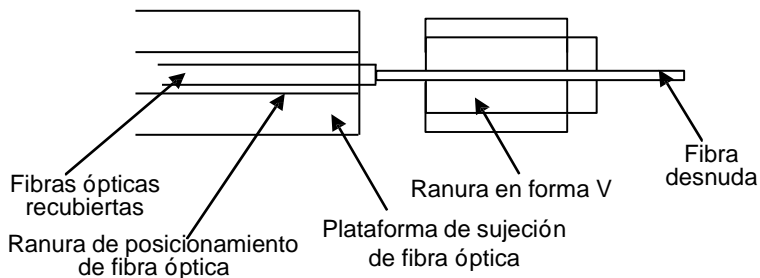 Fibras ópticas
recubiertas
Ranura de posicionamiento
de fibra óptica
Plataforma de sujeción
de fibra óptica
Ranura en forma V
Fibra
desnuda